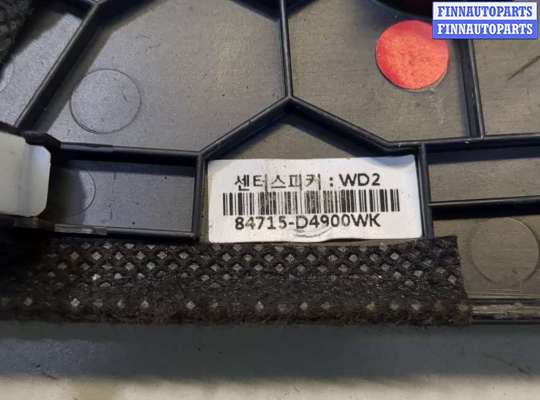 FINNAUTOPARTS
FINNAUTOPARTS
센터스피커 : WD2
84715-D4900WK